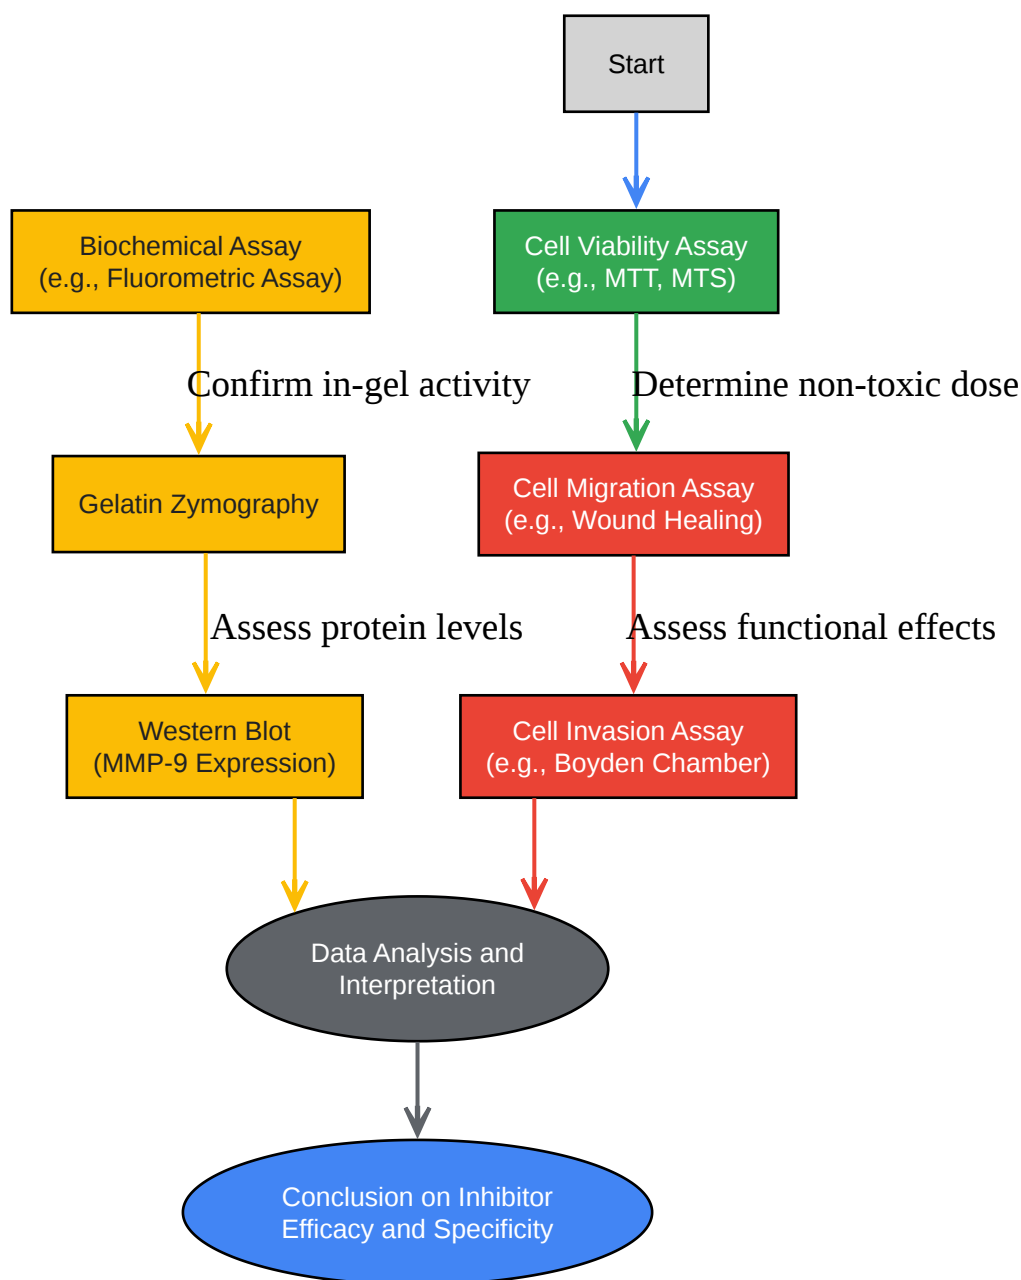 Start
Biochemical Assay
(e.g., Fluorometric Assay)
Cell Viability Assay
(e.g., MTT, MTS)
Confirm in-gel activity
Determine non-toxic dose
Gelatin Zymography
Cell Migration Assay
(e.g., Wound Healing)
Assess protein levels
Assess functional effects
Western Blot
(MMP-9 Expression)
Cell Invasion Assay
(e.g., Boyden Chamber)
Data Analysis and
Interpretation
Conclusion on Inhibitor
Efficacy and Specificity